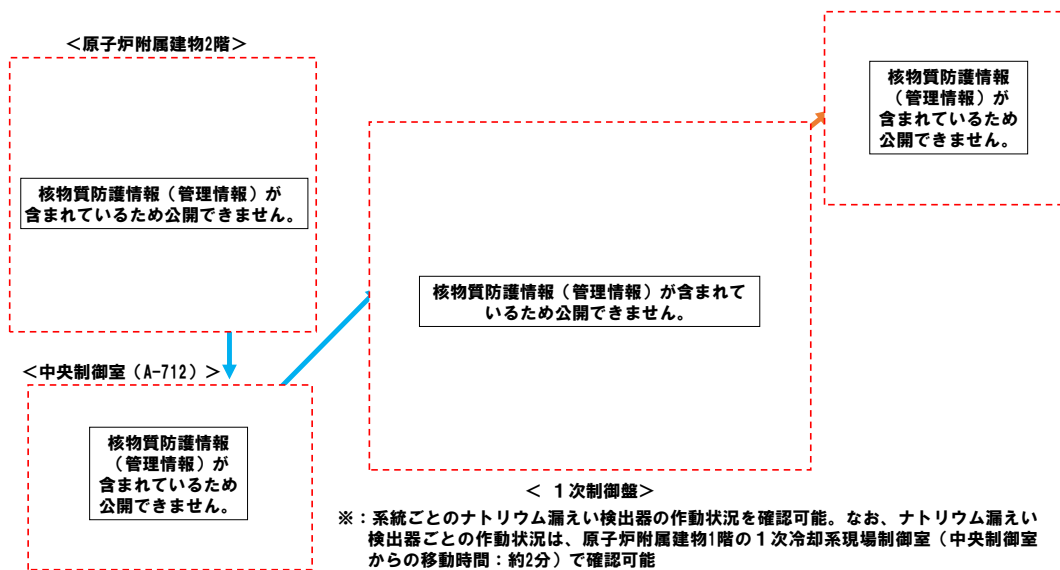 ＜原子炉附属建物2階＞
核物質防護情報（管理情報）が
含まれているため公開できません。
＜中央制御室（A-712）＞
核物質防護情報
（管理情報）が
含まれているため
公開できません。
核物質防護情報（管理情報）が含まれて
いるため公開できません。
＜ １次制御盤＞
核物質防護情報
（管理情報）が
含まれているため
公開できません。
※：系統ごとのナトリウム漏えい検出器の作動状況を確認可能。なお、ナトリウム漏えい
検出器ごとの作動状況は、原子炉附属建物1階の１次冷却系現場制御室（中央制御室
からの移動時間：約2分）で確認可能